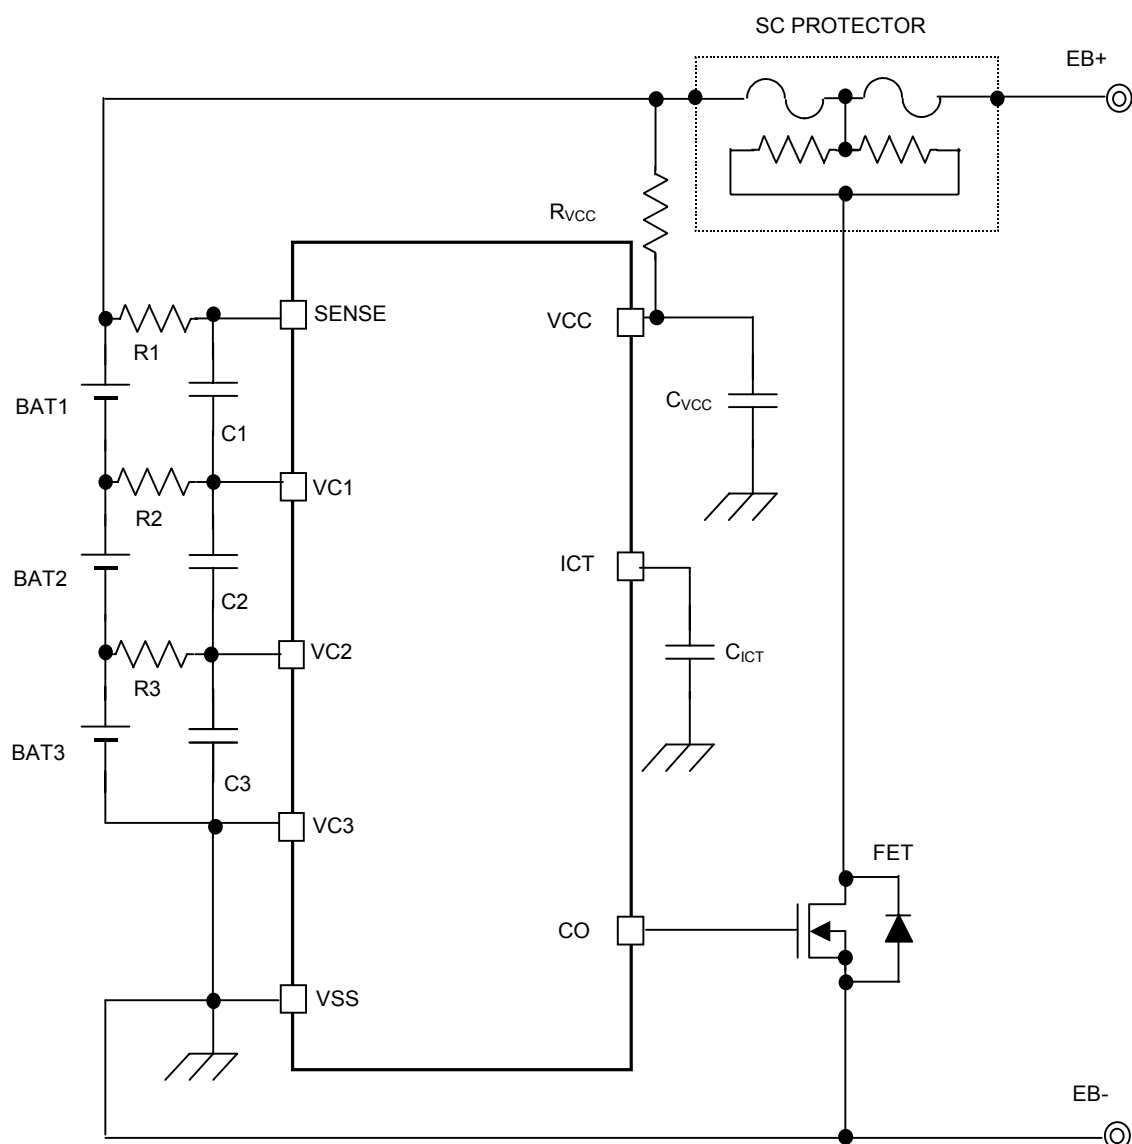 SC PROTECTOR
EB+
RVCC
SENSE
VCC
R1
BAT1
CVCC
C1
VC1
R2
ICT
BAT2
C2
VC2
CICT
R3
BAT3
C3
VC3
FET
CO
VSS
EB-